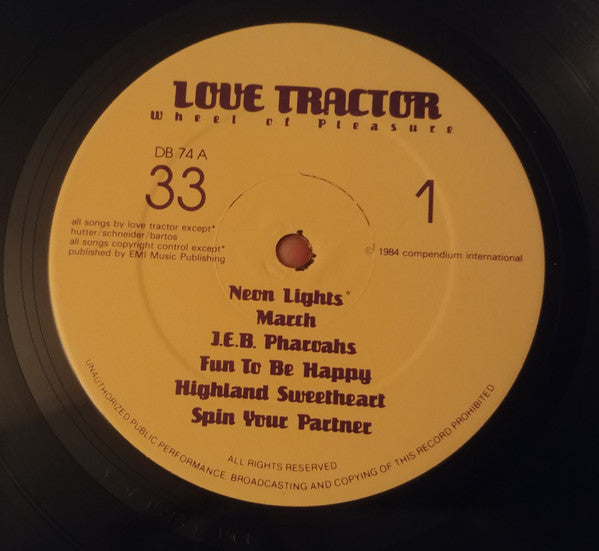 LOVE TRACTOR
Wheel of Pleasure
DB 74 A
33
1
all songs by love tractor except*
hutter/schneider/bartos
all songs copyright control except*
published by EMI Music Publishing
℗ 1984 compendium international
Neon Lights*
March
J.E.B. Pharoahs
Fun To Be Happy
Highland Sweetheart
Spin Your Partner
ALL RIGHTS RESERVED
UNAUTHORIZED PUBLIC PERFORMANCE. BROADCASTING AND COPYING OF THIS RECORD PROHIBITED